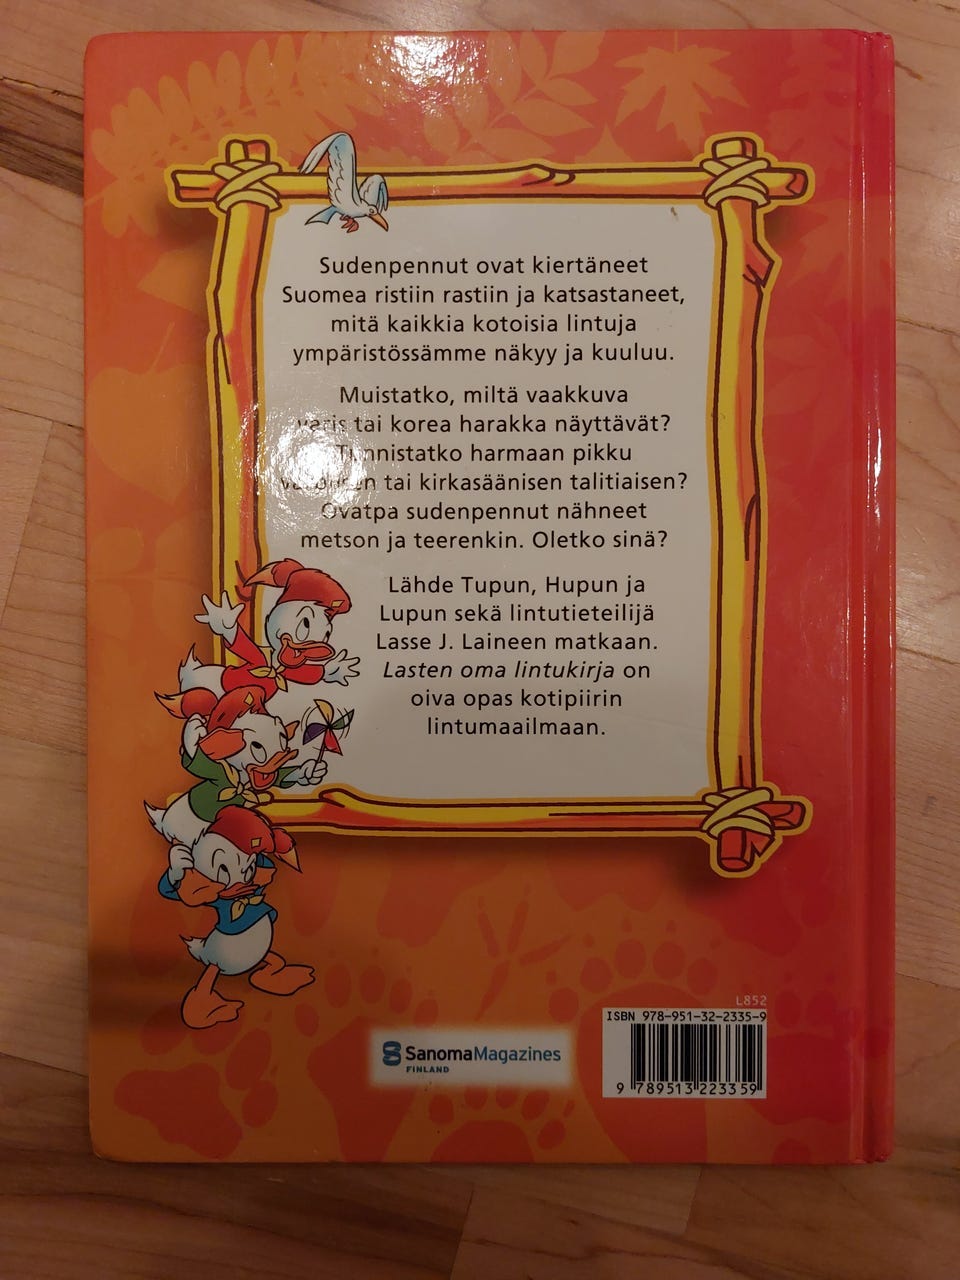 Sudenpennut ovat kiertäneet
Suomea ristiin rastiin ja katsastaneet,
mitä kaikkia kotoisia lintuja
ympäristössämme näkyy ja kuuluu.
Muistatko, miltä vaakkuva
varis tai korea harakka näyttävät?
Tunnistatko harmaan pikku
varpusen tai kirkasäänisen talitiaisen?
Ovatpa sudenpennut nähneet
metson ja teerenkin. Oletko sinä?
Lähde Tupun, Hupun ja
Lupun sekä lintutieteilijä
Lasse J. Laineen matkaan.
Lasten oma lintukirja on
oiva opas kotipiirin
lintumaailmaan.
L852
ISBN 978-951-32-2335-9
SanomaMagazines
FINLAND
9 789513 223359